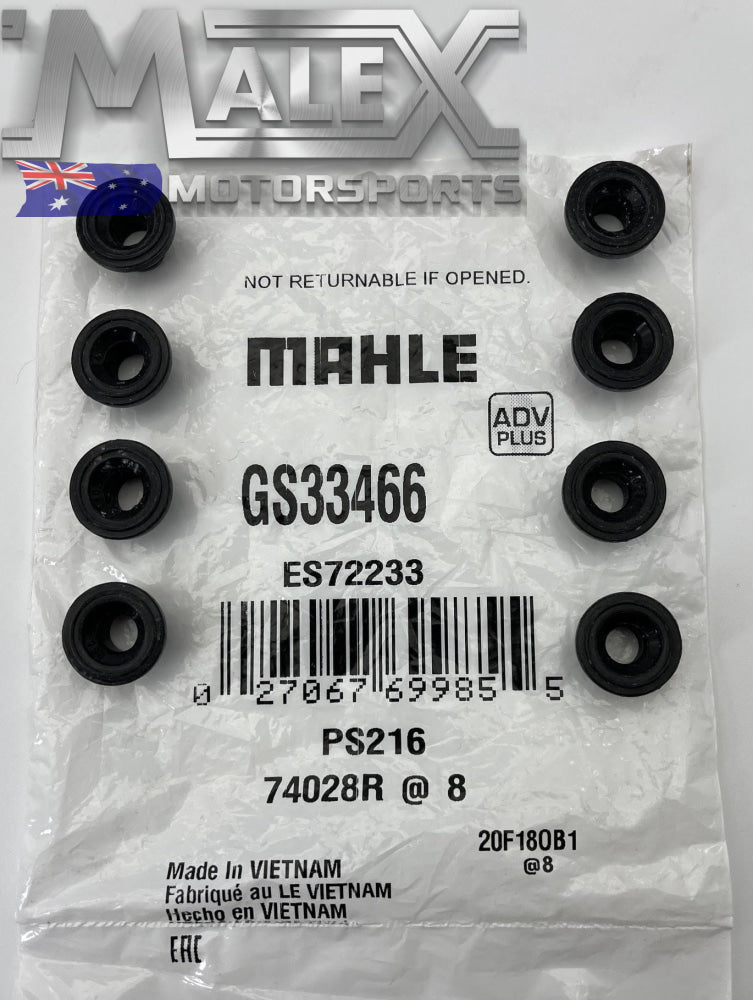 MALEX
MOTORSPORTS
NOT RETURNABLE IF OPENED.
MAHLE
ADV
PLUS
GS33466
ES72233
0 27067 69985 5
PS216
74028R @ 8
20F180B1
@8
Made In VIETNAM
Fabriqué au LE VIETNAM
Hecho en VIETNAM
EAC